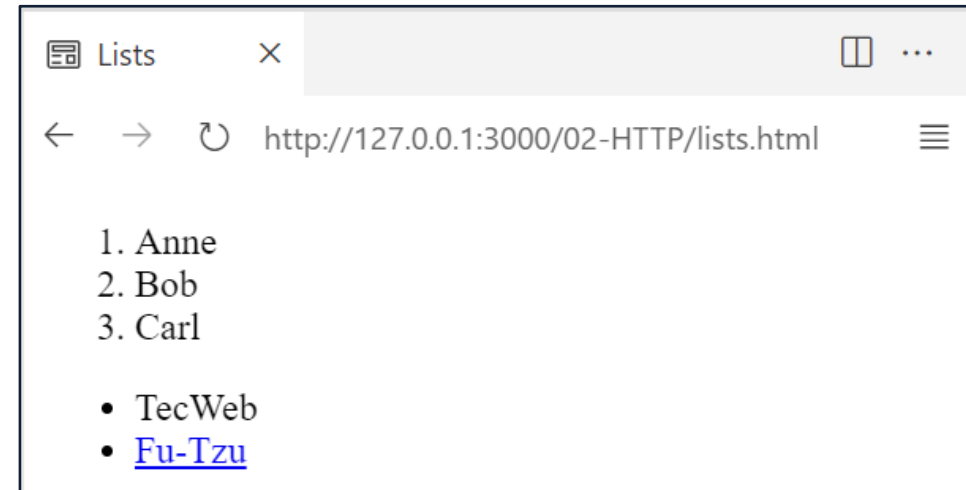 Lists
http://127.0.0.1:3000/02-HTTP/lists.html
1. Anne
2. Bob
3. Carl
• TecWeb
• Fu-Tzu